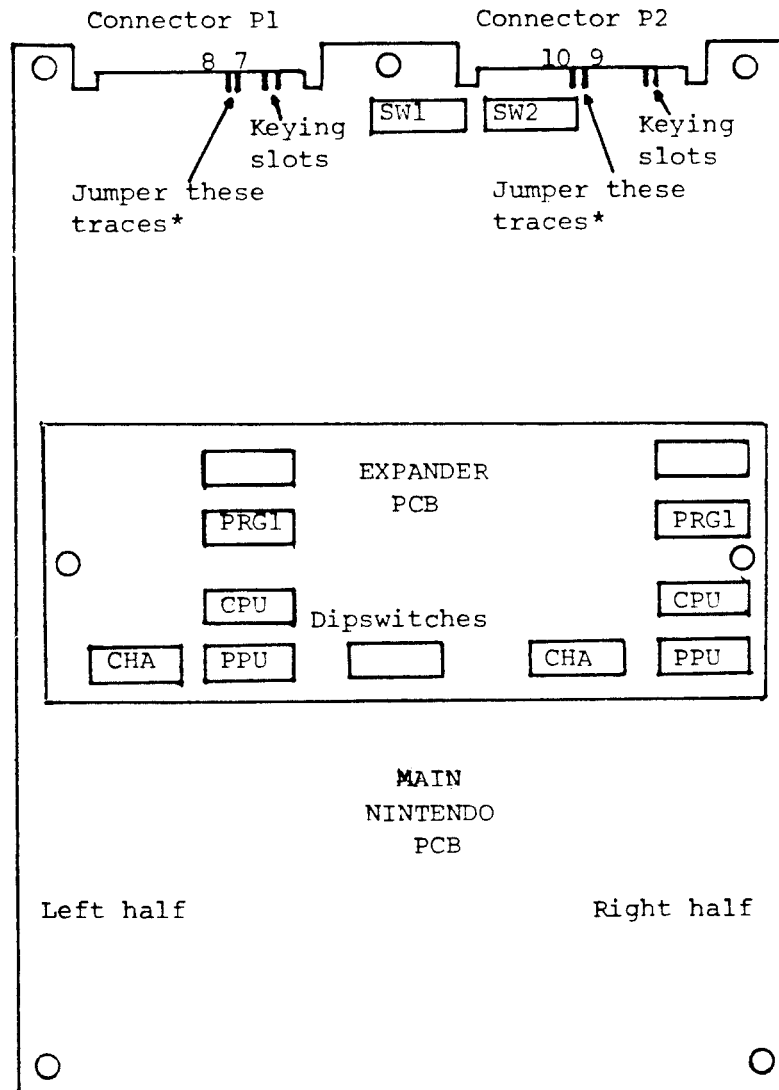 Connector P1 Connector P2
8 7 10 9
SW1 SW2
Keying slots
Keying slots
Jumper these traces*
Jumper these traces*
EXPANDER
PCB
PRG1 PRG1
CPU CPU
Dipswitches
CHA PPU CHA PPU
MAIN
NINTENDO
PCB
Left half Right half